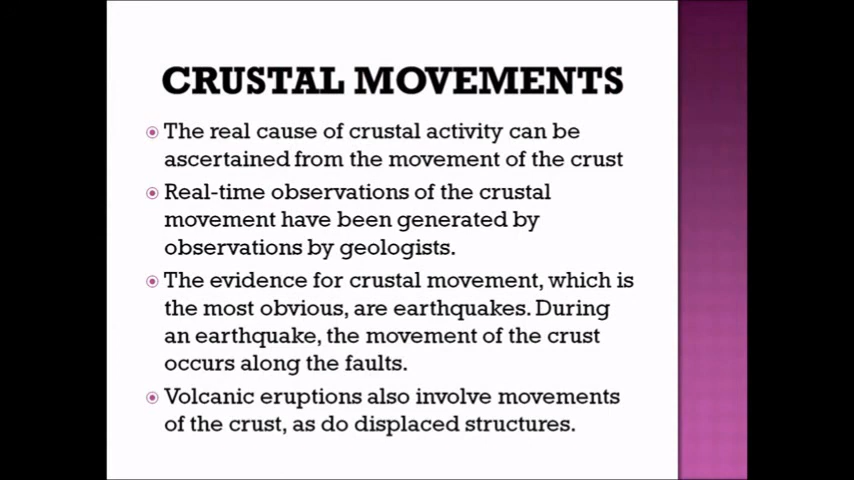 CRUSTAL MOVEMENTS
The real cause of crustal activity can be
ascertained from the movement of the crust
Real-time observations of the crustal
movement have been generated by
observations by geologists.
The evidence for crustal movement, which is
the most obvious, are earthquakes. During
an earthquake, the movement of the crust
occurs along the faults.
Volcanic eruptions also involve movements
of the crust, as do displaced structures.